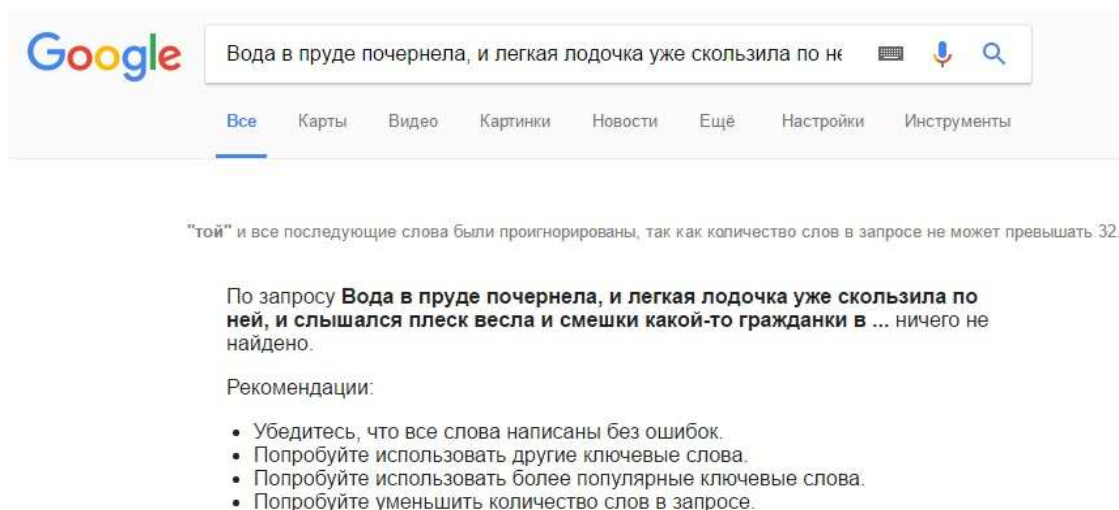 Google
Вода в пруде почернела, и легкая лодочка уже скользила по не
Все Карты Видео Картинки Новости Ещё Настройки Инструменты
"той" и все последующие слова были проигнорированы, так как количество слов в запросе не может превышать 32.
По запросу Вода в пруде почернела, и легкая лодочка уже скользила по
ней, и слышался плеск весла и смешки какой-то гражданки в ... ничего не
найдено.
Рекомендации:
• Убедитесь, что все слова написаны без ошибок.
• Попробуйте использовать другие ключевые слова.
• Попробуйте использовать более популярные ключевые слова.
• Попробуйте уменьшить количество слов в запросе.